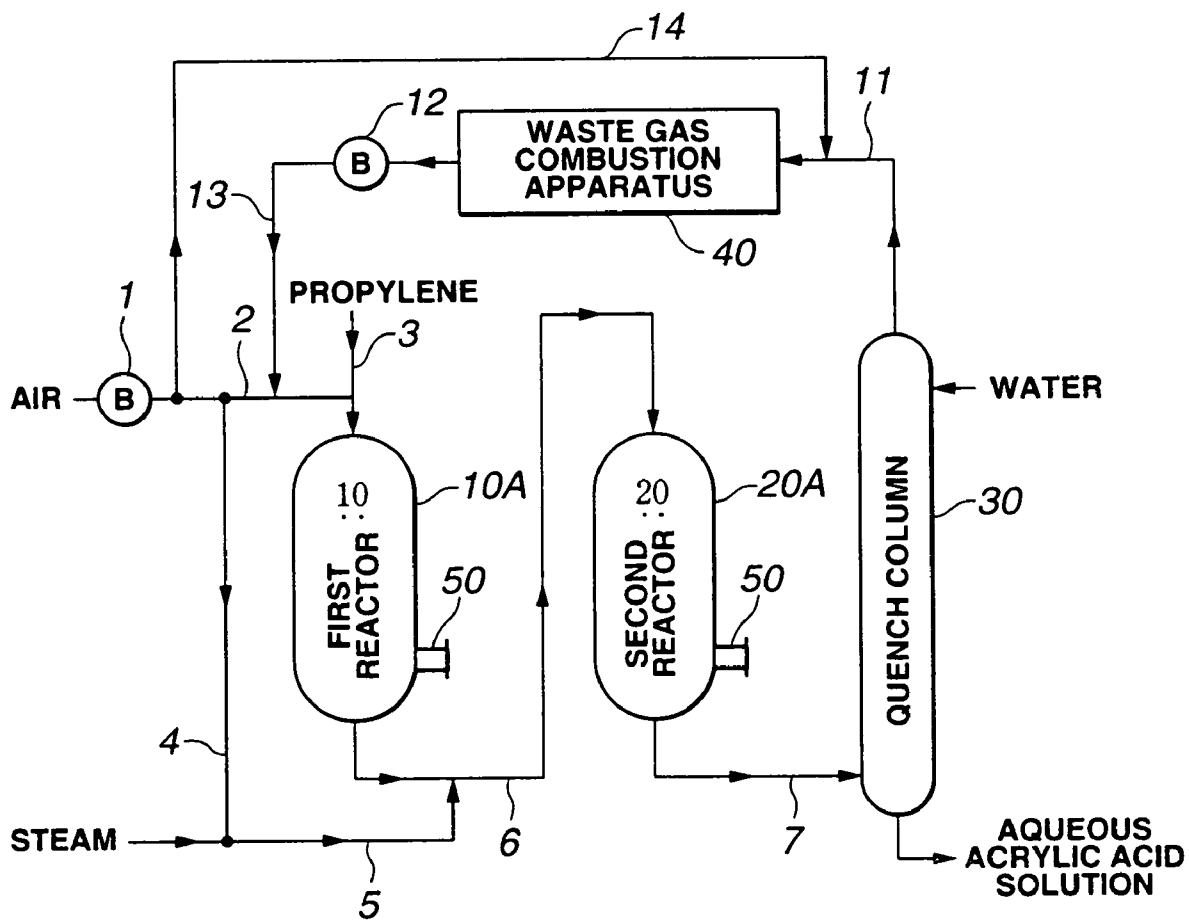 14
11
12
B
WASTE GAS
COMBUSTION
APPARATUS
13
40
PROPYLENE
1
2
3
AIR
B
WATER
10
10A
FIRST
REACTOR
50
20
20A
SECOND
REACTOR
50
QUENCH COLUMN
30
4
STEAM
5
6
7
AQUEOUS
ACRYLIC ACID
SOLUTION